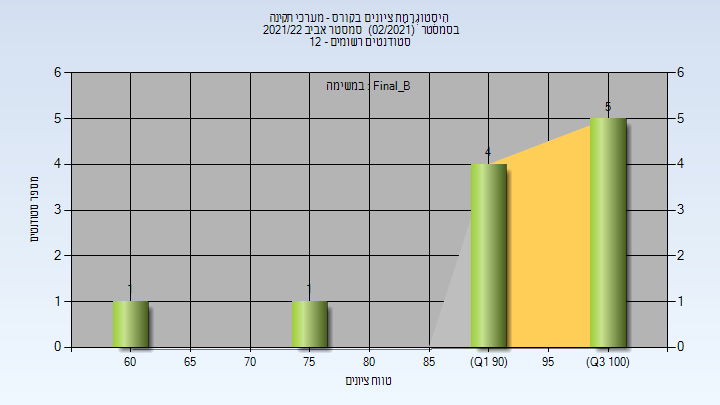 הִיסְטוֹגְרַמַת ציונים בקורס - מערכי תקינה
בסמסטר (02/2021) סמסטר אביב 2021/22
סטודנטים רשומים - 12
במשימה : Final_B
מספר סטודנטים
6 6
5 5
4 4
3 3
2 2
1 1
0 0
1 1 4 5
60 65 70 75 80 85 (Q1 90) 95 (Q3 100)
טווח ציונים